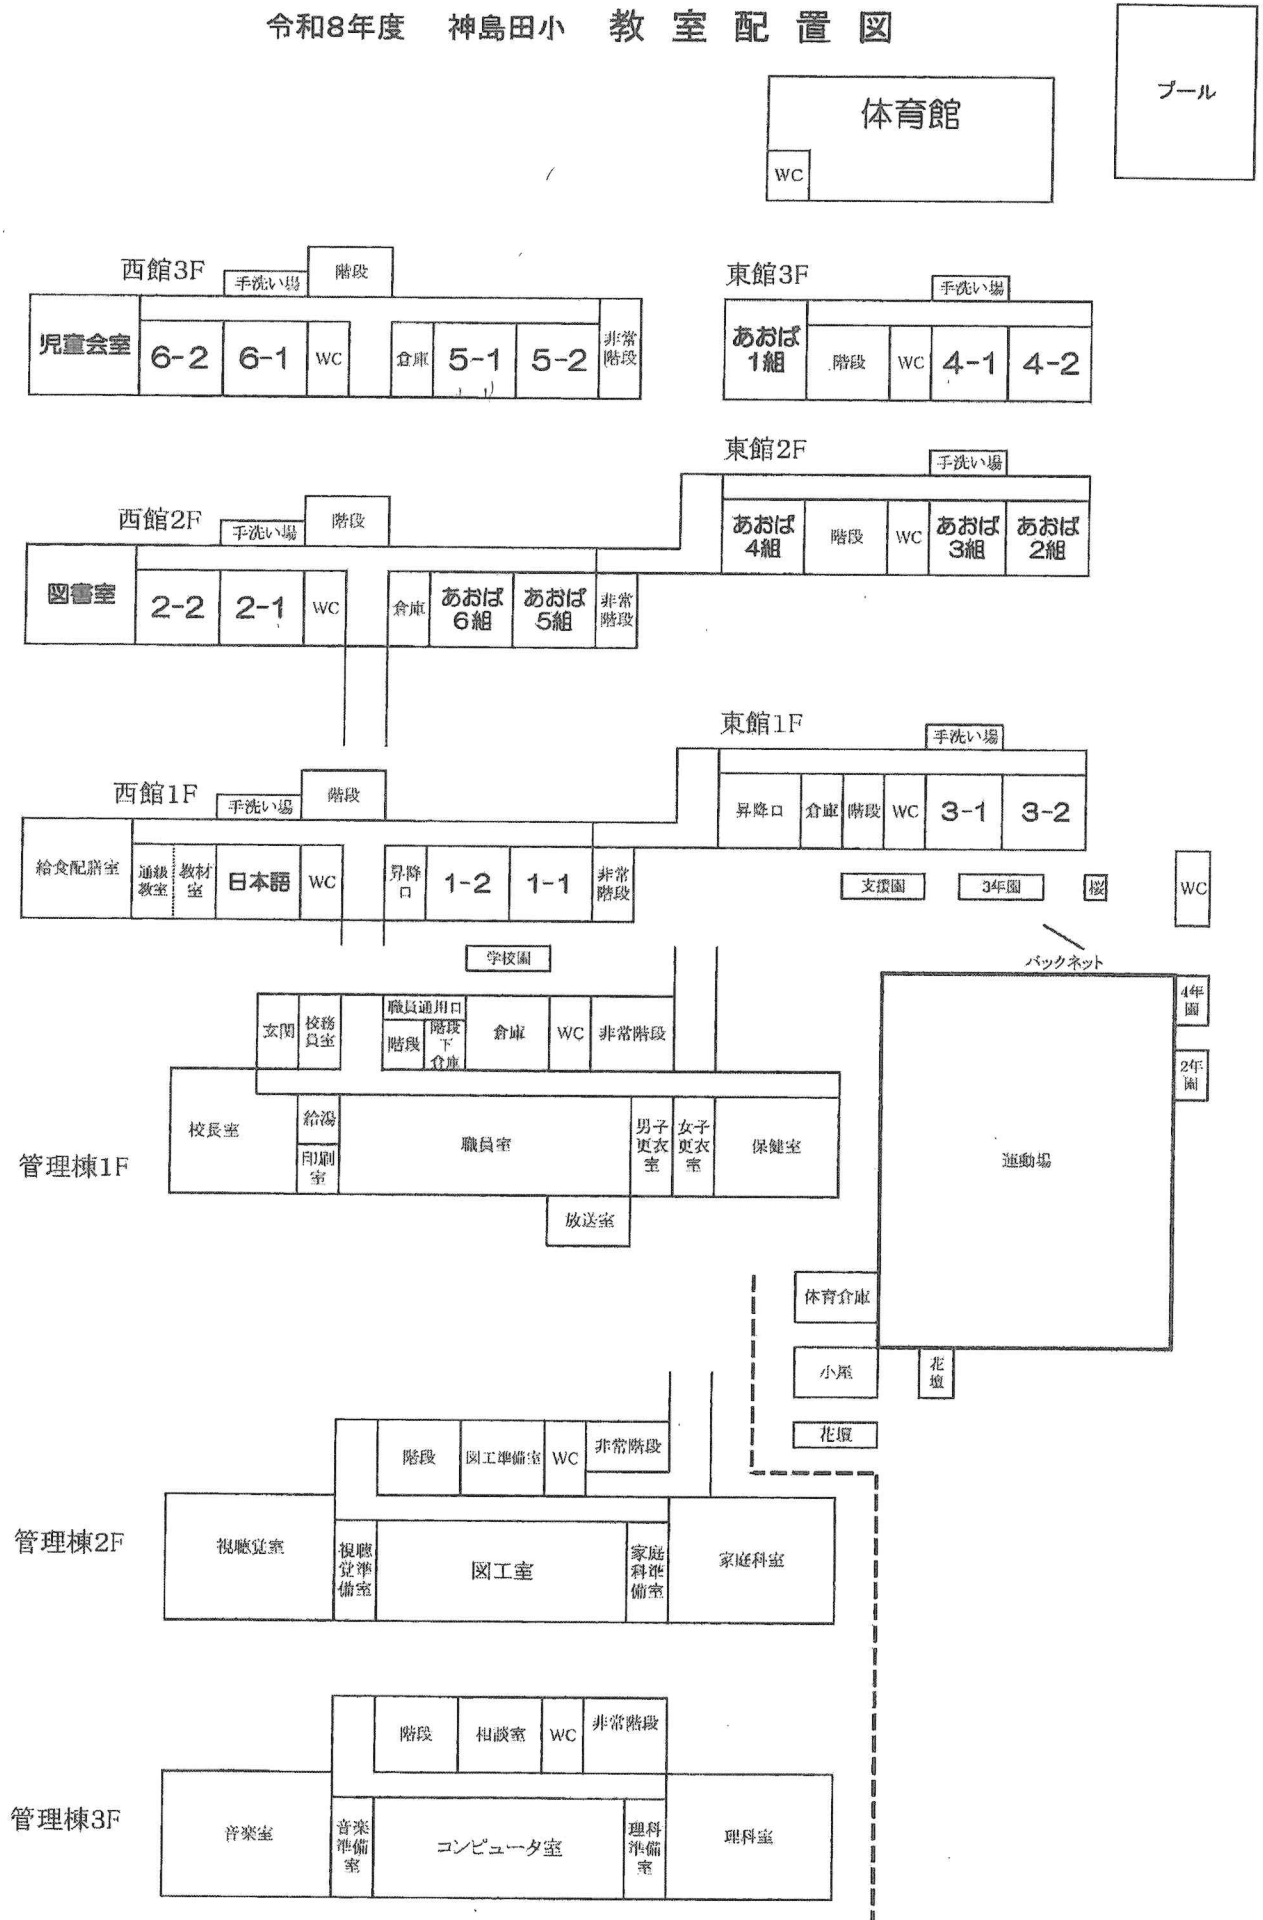 令和8年度 神島田小 教室配置図
プール
体育館
WC
西館3F
手洗い場
階段
児童会室
6-2
6-1
WC
倉庫
5-1
5-2
非常
階段
東館3F
手洗い場
あおば
1組
階段
WC
4-1
4-2
東館2F
手洗い場
あおば
4組
階段
WC
あおば
3組
あおば
2組
西館2F
手洗い場
階段
図書室
2-2
2-1
WC
倉庫
あおば
6組
あおば
5組
非常
階段
東館1F
手洗い場
昇降口
倉庫
階段
WC
3-1
3-2
西館1F
手洗い場
階段
給食配膳室
通級
教室
教材
室
日本語
WC
昇降
口
1-2
1-1
非常
階段
支援園
3年園
桜
WC
学校園
バックネット
4年
園
2年
園
運動場
玄関
校務
員室
職員通用口
階段
階段
下
倉庫
倉庫
WC
非常階段
管理棟1F
校長室
給湯
印刷
室
職員室
男子
更衣
室
女子
更衣
室
保健室
放送室
体育倉庫
小屋
花
壇
花壇
階段
図工準備室
WC
非常階段
管理棟2F
視聴覚室
視聴
覚準
備室
図工室
家庭
科準
備室
家庭科室
階段
相談室
WC
非常階段
管理棟3F
音楽室
音楽
準備
室
コンピュータ室
理科
準備
室
理科室